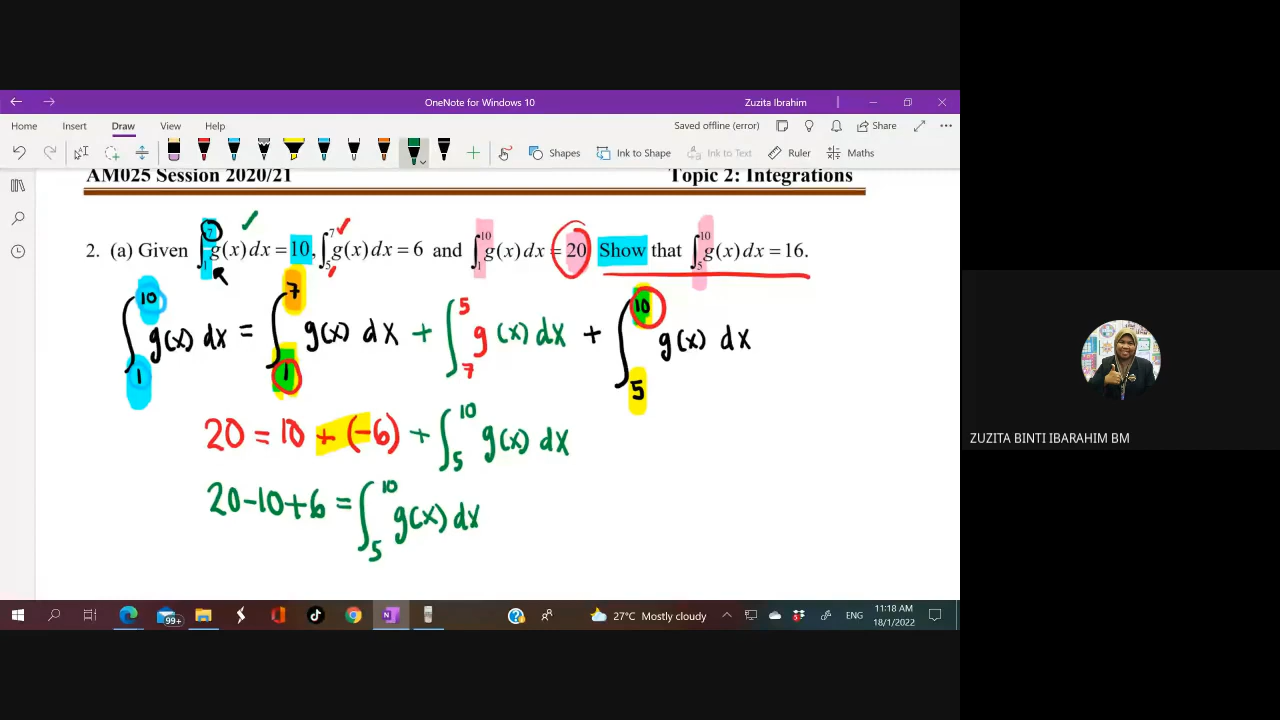 OneNote for Windows 10
Zuzita Ibrahim
Home Insert Draw View Help
Saved offline (error) Share
Shapes Ink to Shape Ink to Text Ruler Maths
AM025 Session 2020/21 Topic 2: Integrations
2. (a) Given ∫₁⁷ g(x) dx = 10, ∫₅⁷ g(x) dx = 6 and ∫₁¹⁰ g(x) dx = 20 Show that ∫₅¹⁰ g(x) dx = 16.
∫₁¹⁰ g(x) dx = ∫₁⁷ g(x) dx + ∫₇⁵ g(x) dx + ∫₅¹⁰ g(x) dx
20 = 10 + (-6) + ∫₅¹⁰ g(x) dx
20-10+6 = ∫₅¹⁰ g(x) dx
ZUZITA BINTI IBARAHIM BM
99+ 27°C Mostly cloudy ENG 11:18 AM
18/1/2022